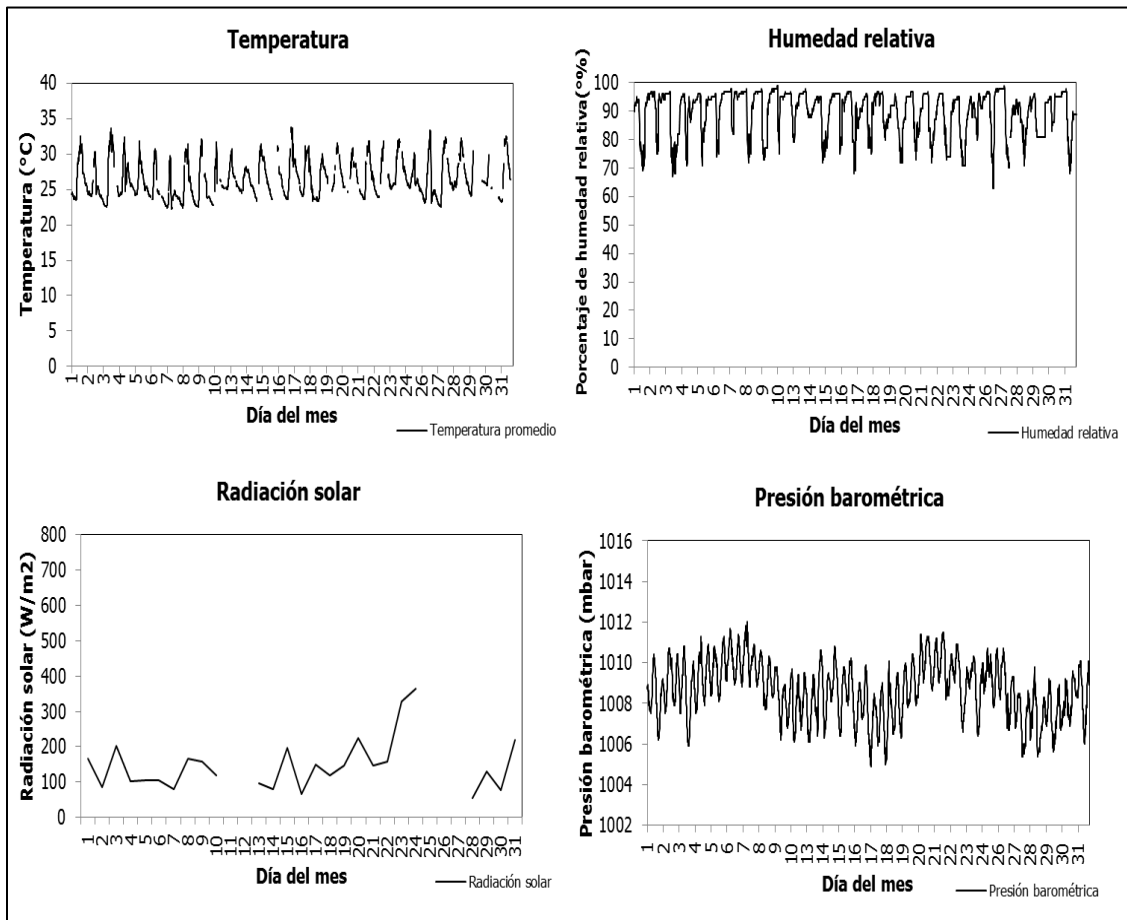 Temperatura
Temperatura (°C)
40
35
30
25
20
15
10
5
0
1 2 3 4 5 6 7 8 9 10 13 14 15 16 17 18 19 20 21 22 23 24 25 26 27 28 29 30 31
Día del mes
Temperatura promedio
Humedad relativa
Porcentaje de humedad relativa(°%)
100
90
80
70
60
50
40
30
20
10
0
1 2 3 4 5 6 7 8 9 10 13 14 15 16 17 18 19 20 21 22 23 24 25 26 27 28 29 30 31
Día del mes
Humedad relativa
Radiación solar
Radiación solar (W/m2)
800
700
600
500
400
300
200
100
0
1 2 3 4 5 6 7 8 9 10 12 13 14 15 16 17 18 19 20 21 22 23 24 25 26 27 28 29 30 31
Día del mes
Radiación solar
Presión barométrica
Presión barométrica (mbar)
1016
1014
1012
1010
1008
1006
1004
1002
1 2 3 4 5 6 7 8 9 10 13 14 15 16 17 18 19 20 21 22 23 24 25 26 27 28 29 30 31
Día del mes
Presión barométrica